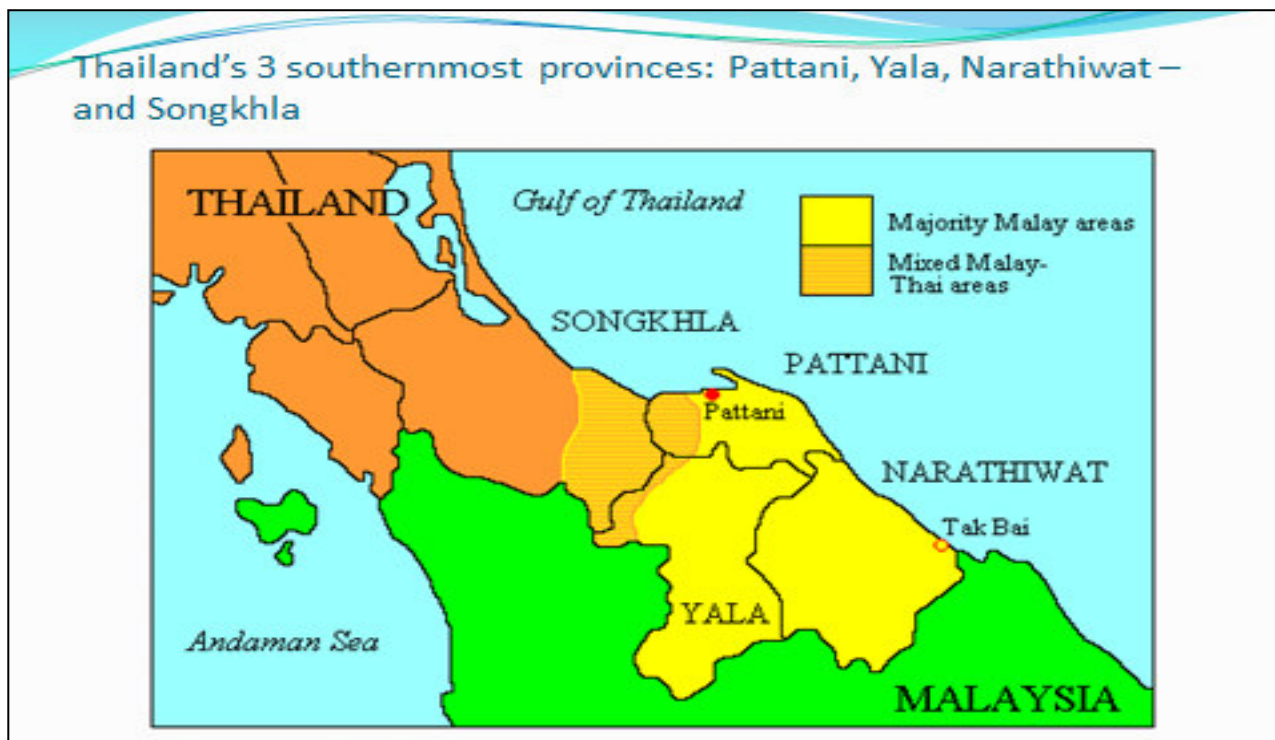 Thailand's 3 southernmost provinces: Pattani, Yala, Narathiwat –
and Songkhla
THAILAND
Gulf of Thailand
Majority Malay areas
Mixed Malay-
Thai areas
SONGKHLA
PATTANI
Pattani
NARATHIWAT
Tak Bai
YALA
Andaman Sea
MALAYSIA